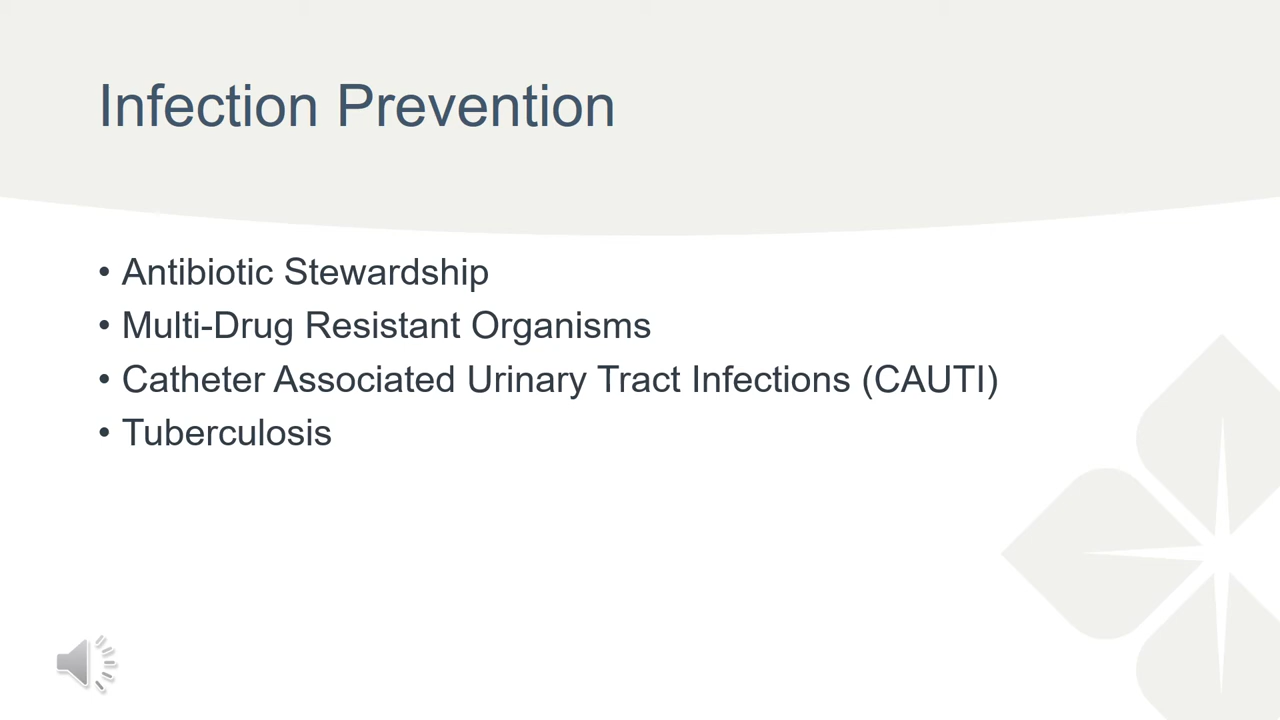 Infection Prevention
• Antibiotic Stewardship
• Multi-Drug Resistant Organisms
• Catheter Associated Urinary Tract Infections (CAUTI)
• Tuberculosis